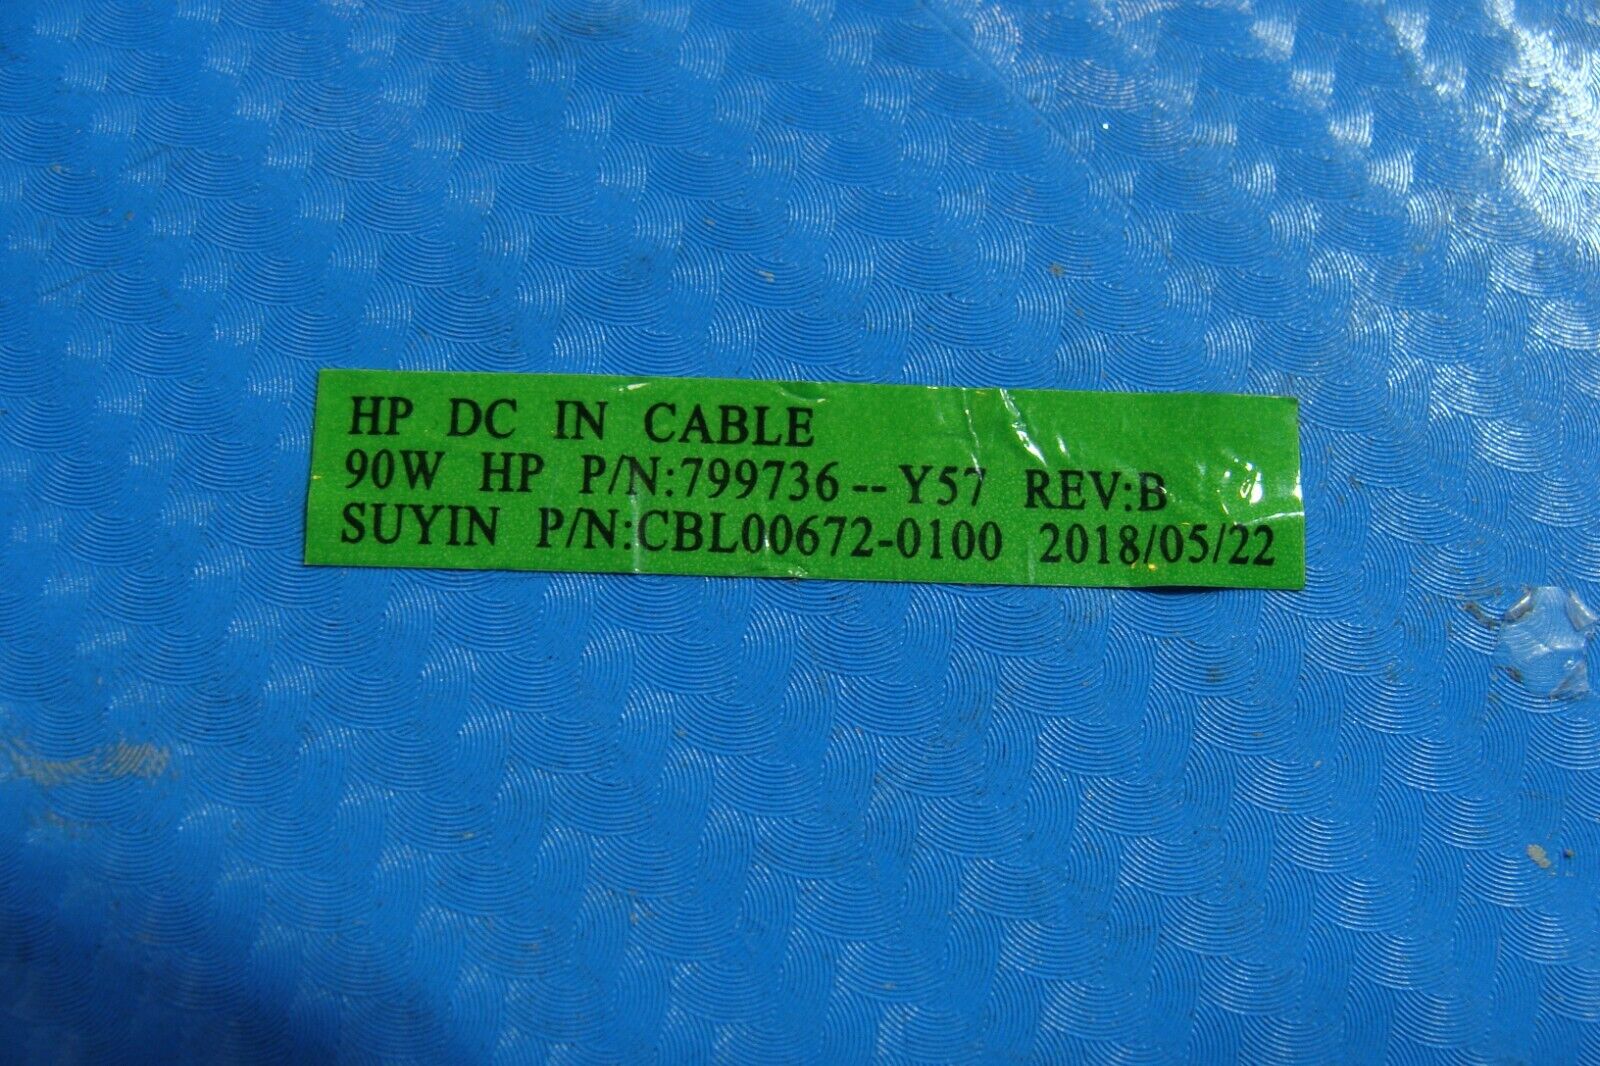 HP DC IN CABLE
90W HP P/N:799736--Y57 REV:B
SUYIN P/N:CBL00672-0100 2018/05/22